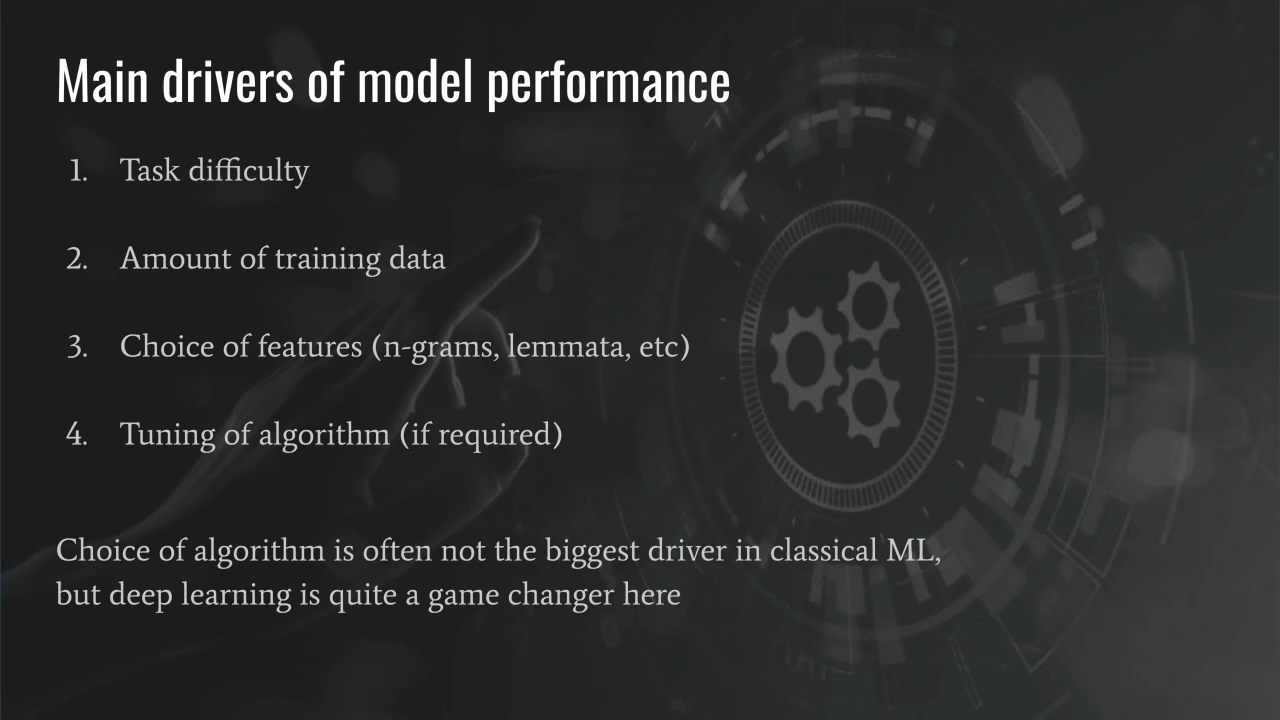 Main drivers of model performance
1. Task difficulty
2. Amount of training data
3. Choice of features (n-grams, lemmata, etc)
4. Tuning of algorithm (if required)
Choice of algorithm is often not the biggest driver in classical ML,
but deep learning is quite a game changer here